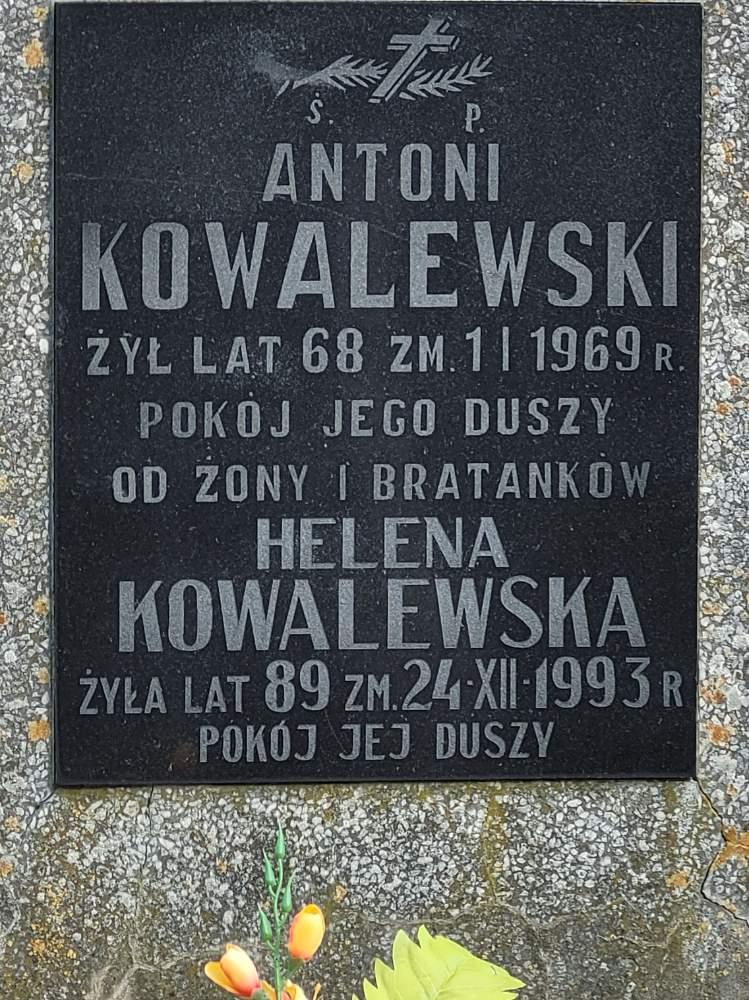 Ś. P.
ANTONI
KOWALEWSKI
ŻYŁ LAT 68 ZM. 1 I 1969 R.
POKÓJ JEGO DUSZY
OD ŻONY I BRATANKÓW
HELENA
KOWALEWSKA
ŻYŁA LAT 89 ZM. 24·XII·1993 R
POKÓJ JEJ DUSZY